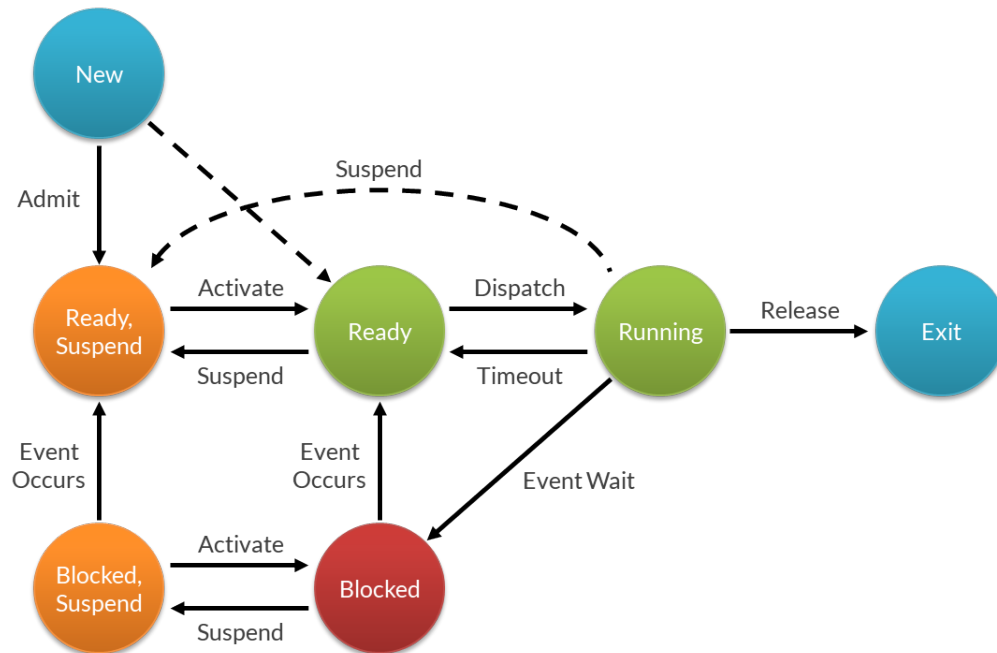 New
Suspend
Admit
Activate
Dispatch
Release
Ready,
Suspend
Ready
Running
Exit
Suspend
Timeout
Event
Occurs
Event
Occurs
Event Wait
Activate
Blocked,
Suspend
Blocked
Suspend